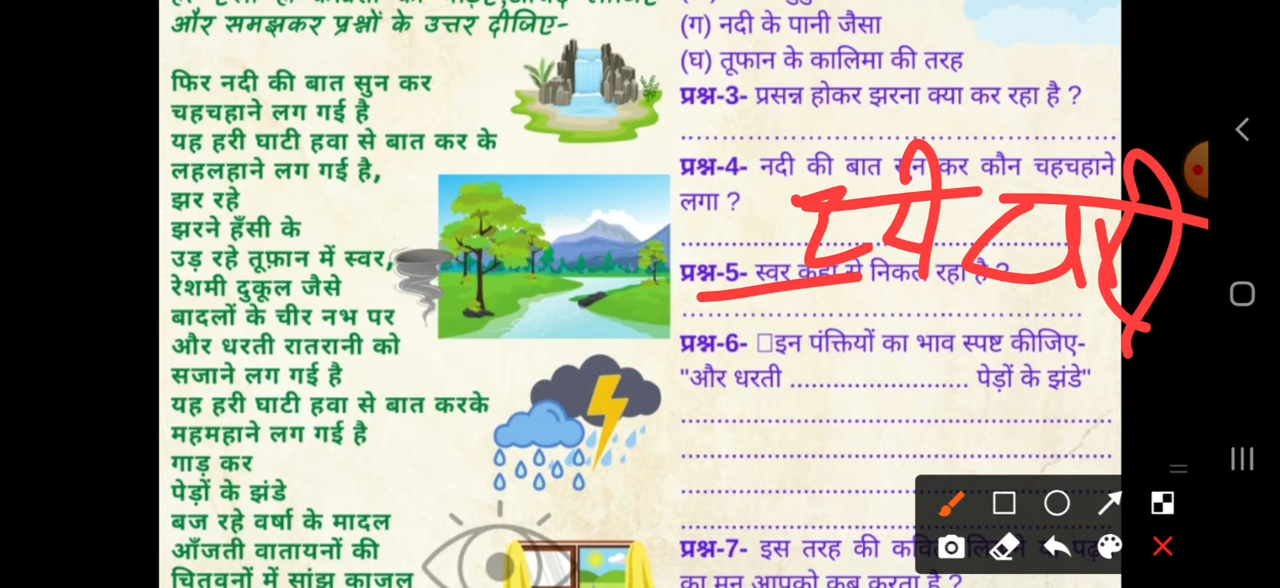 और समझकर प्रश्नों के उत्तर दीजिए-
फिर नदी की बात सुन कर
चहचहाने लग गई है
यह हरी घाटी हवा से बात कर के
लहलहाने लग गई है,
झर रहे
झरने हँसी के
उड़ रहे तूफ़ान में स्वर,
रेशमी दुकूल जैसे
बादलों के चीर नभ पर
और धरती रातरानी को
सजाने लग गई है
यह हरी घाटी हवा से बात करके
महमहाने लग गई है
गाड़ कर
पेड़ों के झंडे
बज रहे वर्षा के मादल
आँजती वातायनों की
चितवनों में सांझ काजल
(ग) नदी के पानी जैसा
(घ) तूफान के कालिमा की तरह
प्रश्न-3- प्रसन्न होकर झरना क्या कर रहा है ?
प्रश्न-4- नदी की बात सुन कर कौन चहचहाने
लगा ?
प्रश्न-5- स्वर कहाँ से निकल रहा है ?
प्रश्न-6- इन पंक्तियों का भाव स्पष्ट कीजिए-
"और धरती ......................... पेड़ों के झंडे"
प्रश्न-7- इस तरह की
का मन आपको कब करता है ?